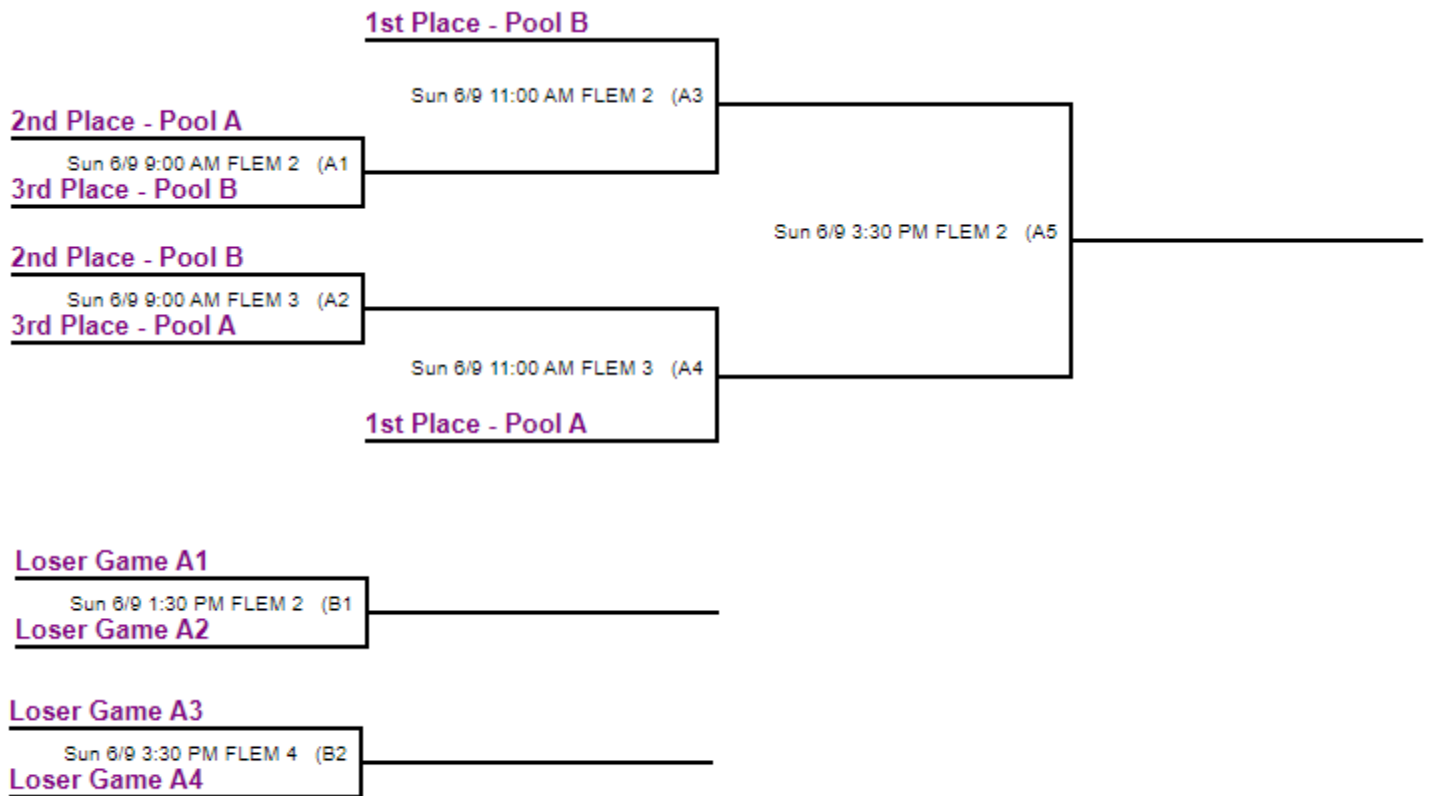 1st Place - Pool B
Sun 6/9 11:00 AM FLEM 2 (A3
2nd Place - Pool A
Sun 6/9 9:00 AM FLEM 2 (A1
3rd Place - Pool B
Sun 6/9 3:30 PM FLEM 2 (A5
2nd Place - Pool B
Sun 6/9 9:00 AM FLEM 3 (A2
3rd Place - Pool A
Sun 6/9 11:00 AM FLEM 3 (A4
1st Place - Pool A
Loser Game A1
Sun 6/9 1:30 PM FLEM 2 (B1
Loser Game A2
Loser Game A3
Sun 6/9 3:30 PM FLEM 4 (B2
Loser Game A4